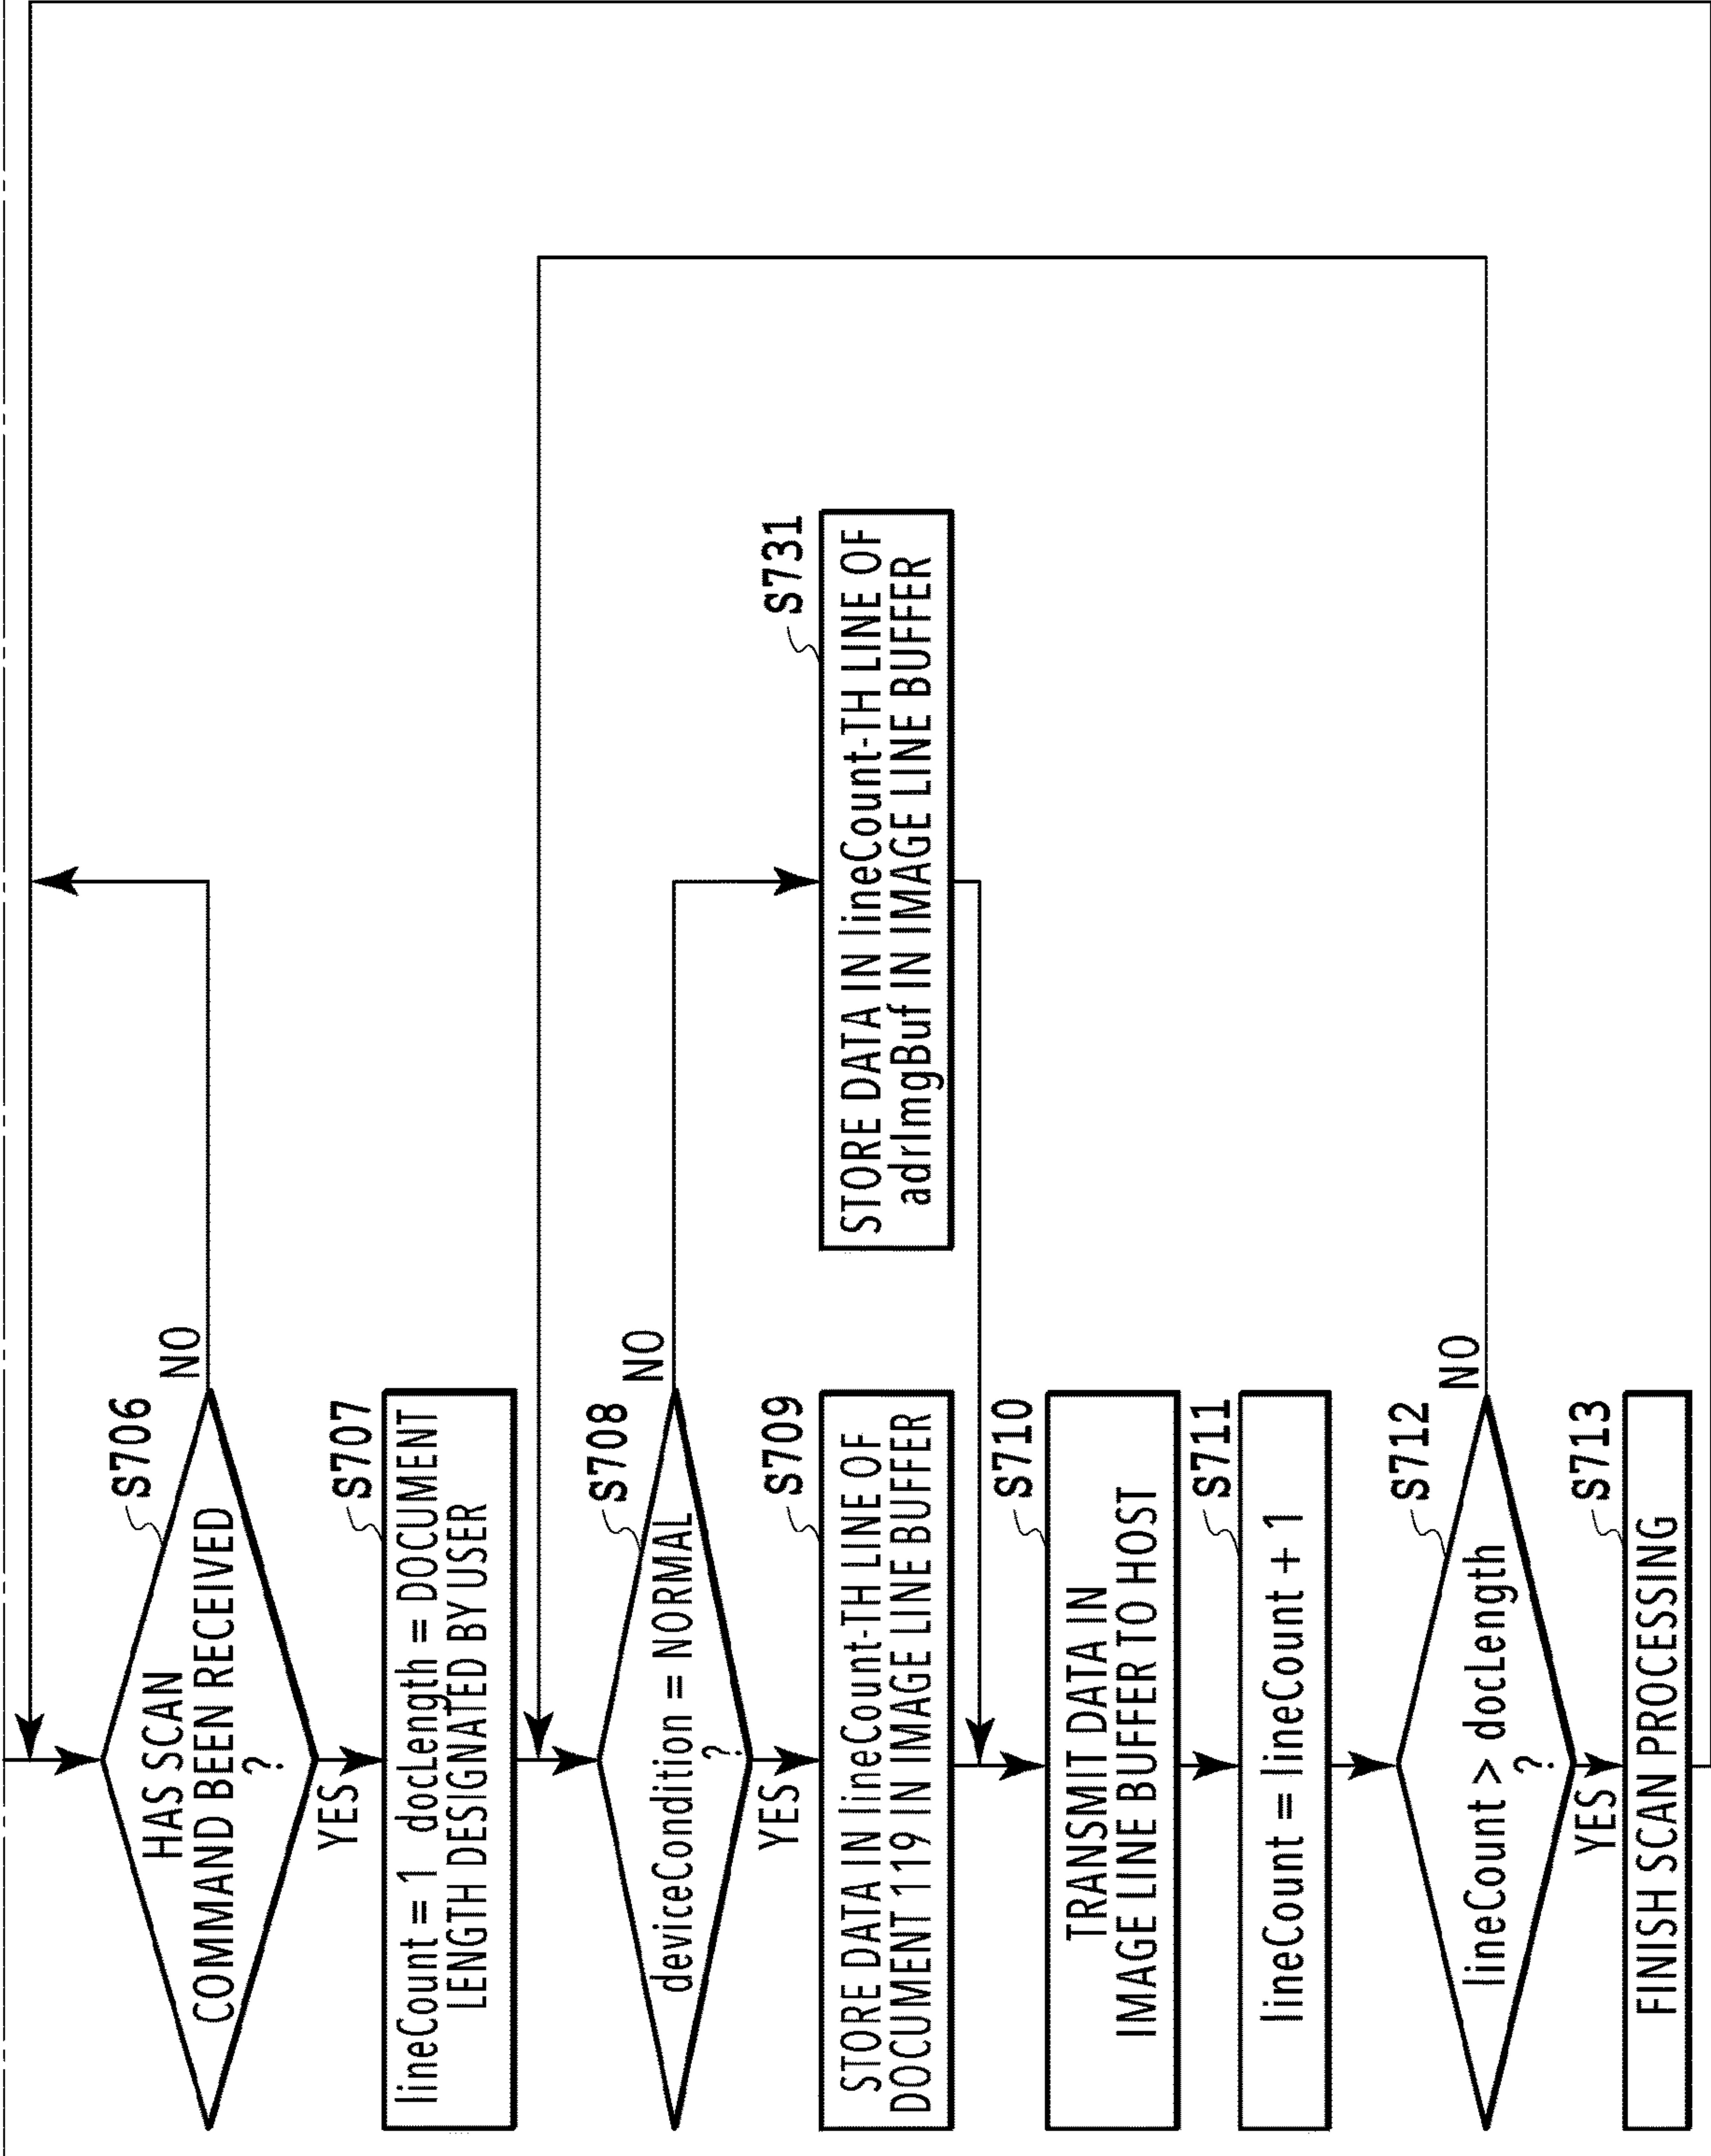 S706
HAS SCAN
COMMAND BEEN RECEIVED
?
NO
YES
S707
lineCount = 1 docLength = DOCUMENT
LENGTH DESIGNATED BY USER
S708
deviceCondition = NORMAL
?
NO
YES
S709
STORE DATA IN lineCount-TH LINE OF
DOCUMENT 119 IN IMAGE LINE BUFFER
S731
STORE DATA IN lineCount-TH LINE OF
adrImgBuf IN IMAGE LINE BUFFER
S710
TRANSMIT DATA IN
IMAGE LINE BUFFER TO HOST
S711
lineCount = lineCount + 1
S712
lineCount > docLength
?
NO
YES
S713
FINISH SCAN PROCESSING